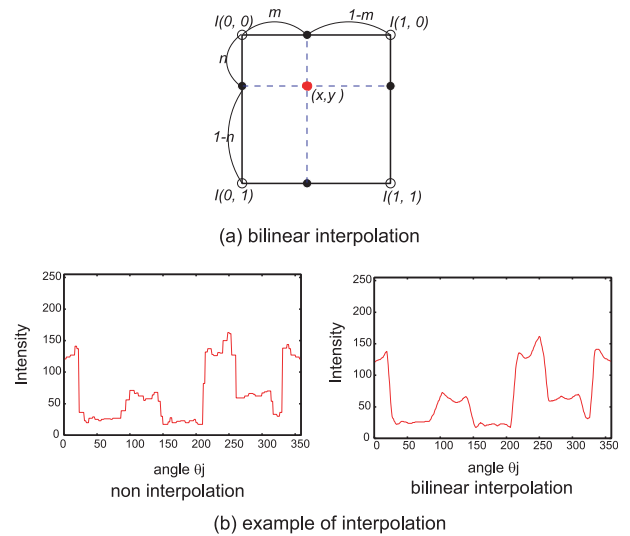 I(0, 0) m 1-m I(1, 0)
n
(x,y )
1-n
I(0, 1) I(1, 1)
(a) bilinear interpolation
250
200
150
100
50
0
Intensity
0 50 100 150 200 250 300 350
angle θj
non interpolation
250
200
150
100
50
0
Intensity
0 50 100 150 200 250 300 350
angle θj
bilinear interpolation
(b) example of interpolation